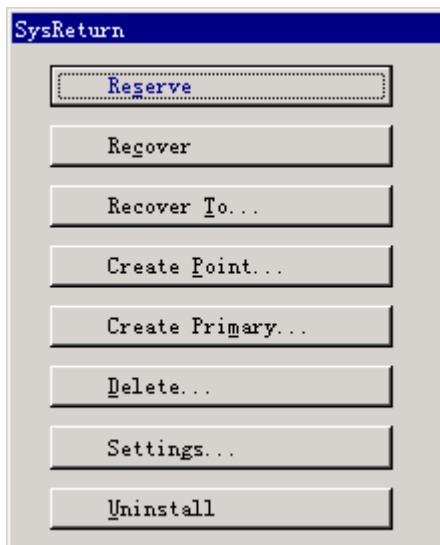 SysReturn
Reserve
Recover
Recover To...
Create Point...
Create Primary...
Delete...
Settings...
Uninstall